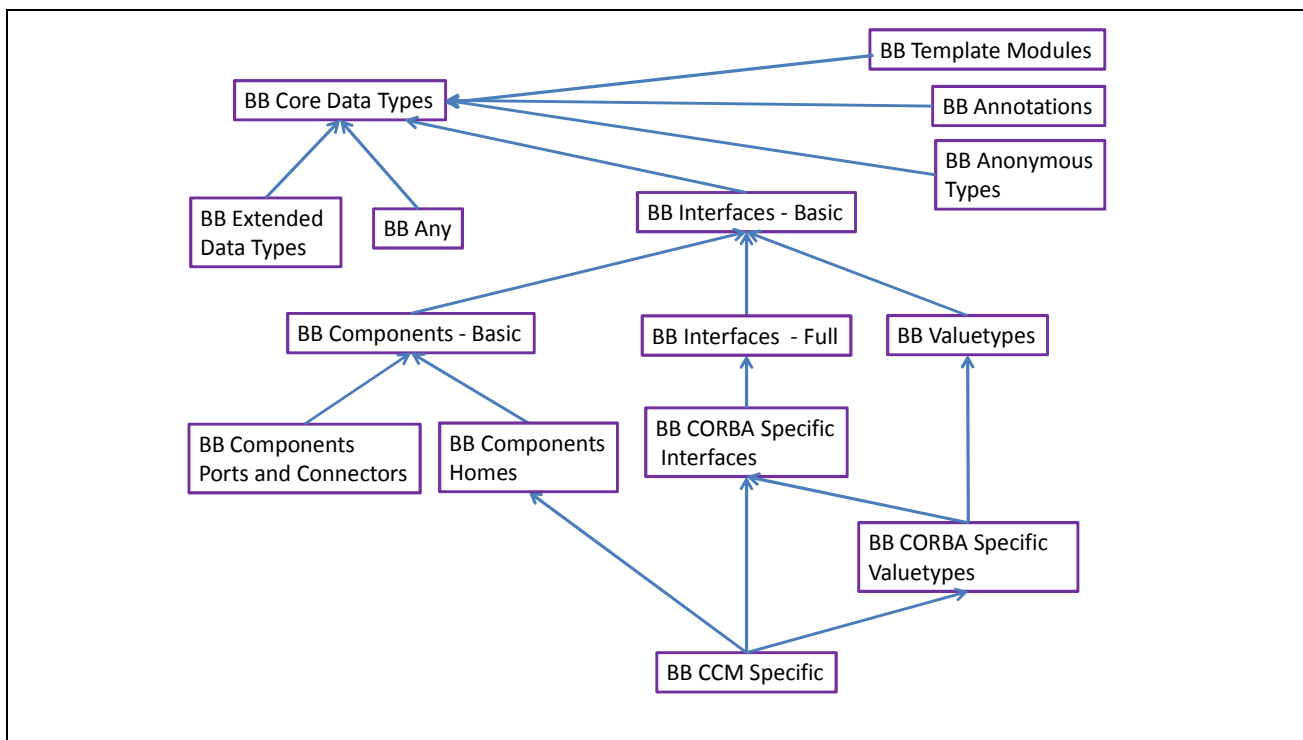 BB Template Modules
BB Core Data Types
BB Annotations
BB Anonymous
Types
BB Extended
Data Types
BB Any
BB Interfaces - Basic
BB Components - Basic
BB Interfaces  - Full
BB Valuetypes
BB Components
Ports and Connectors
BB Components
Homes
BB CORBA Specific
Interfaces
BB CORBA Specific
Valuetypes
BB CCM Specific